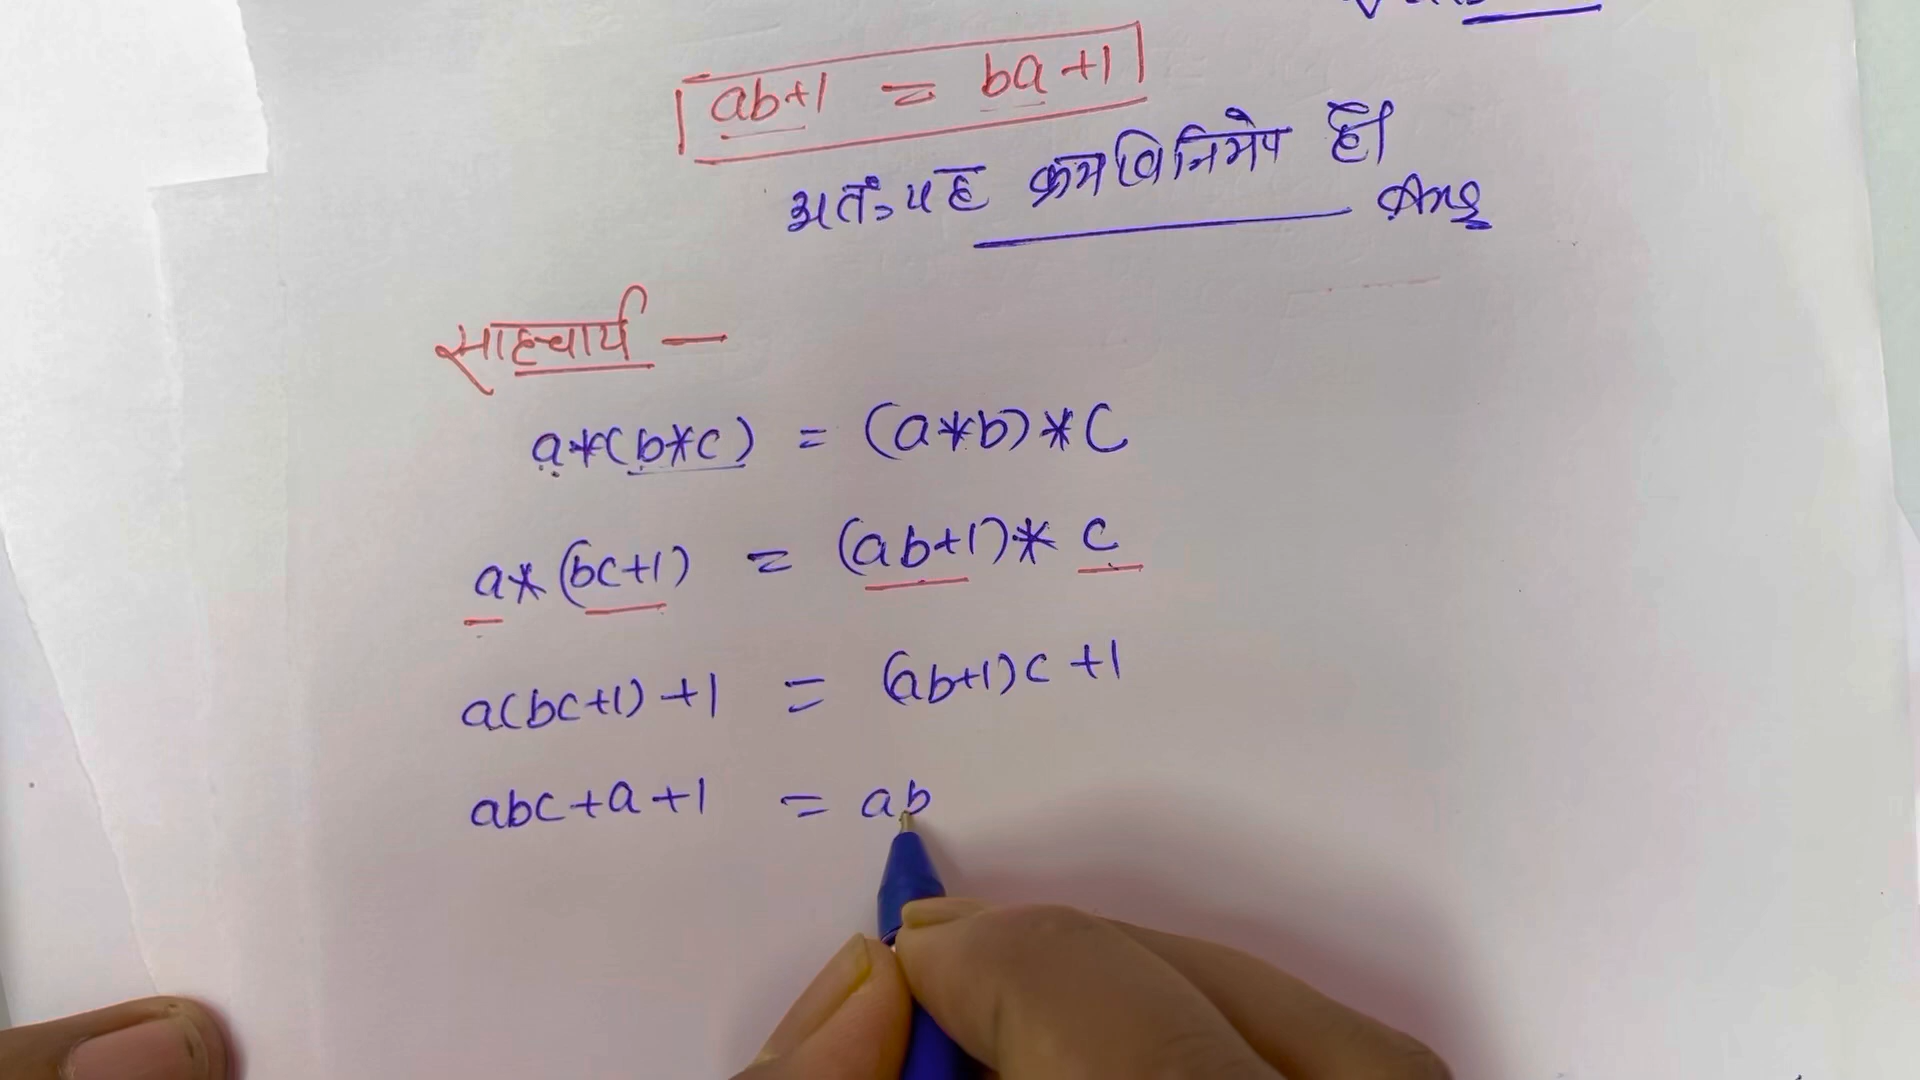 ab+1 = ba+1
अतः यह क्रमविनिमेय है। Ans
साहचार्य —
a*(b*c) = (a*b)*C
a*(bc+1) = (ab+1)* c
a(bc+1)+1 = (ab+1)c+1
abc+a+1 = ab